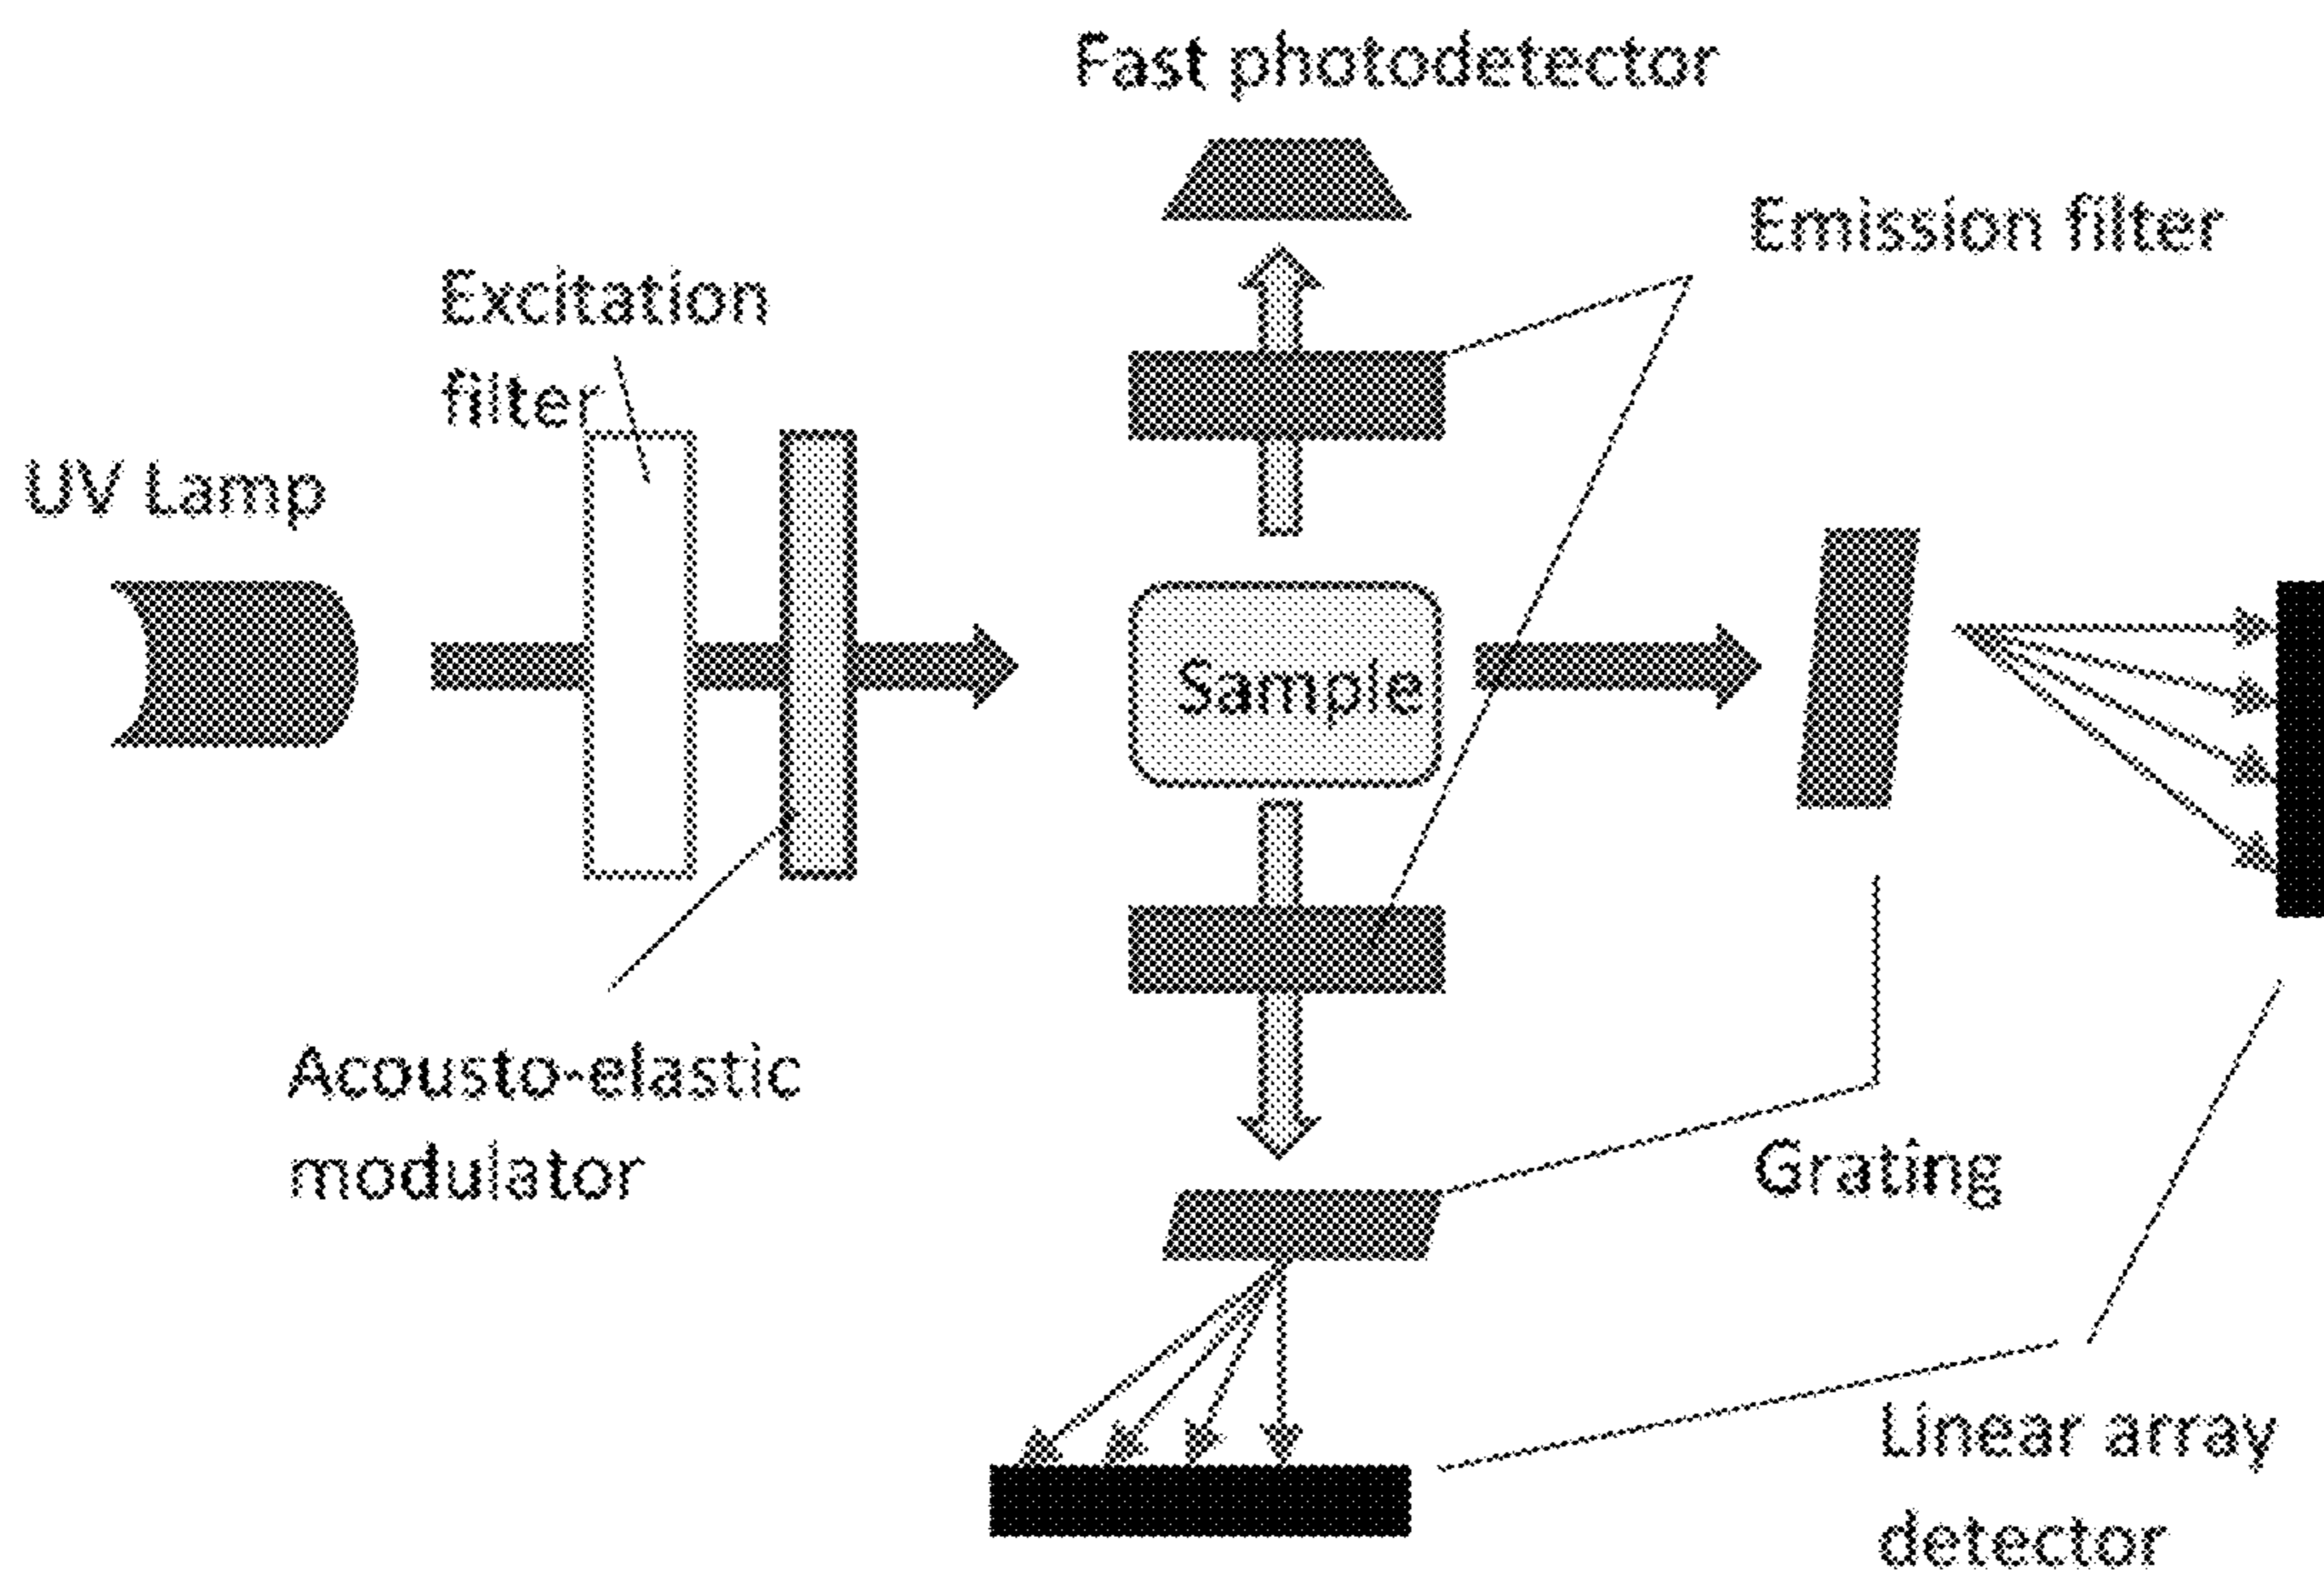 Fast photodetector
Emission filter
Excitation
filter
UV Lamp
Sample
Acousto-elastic
modulator
Grating
Linear array
detector